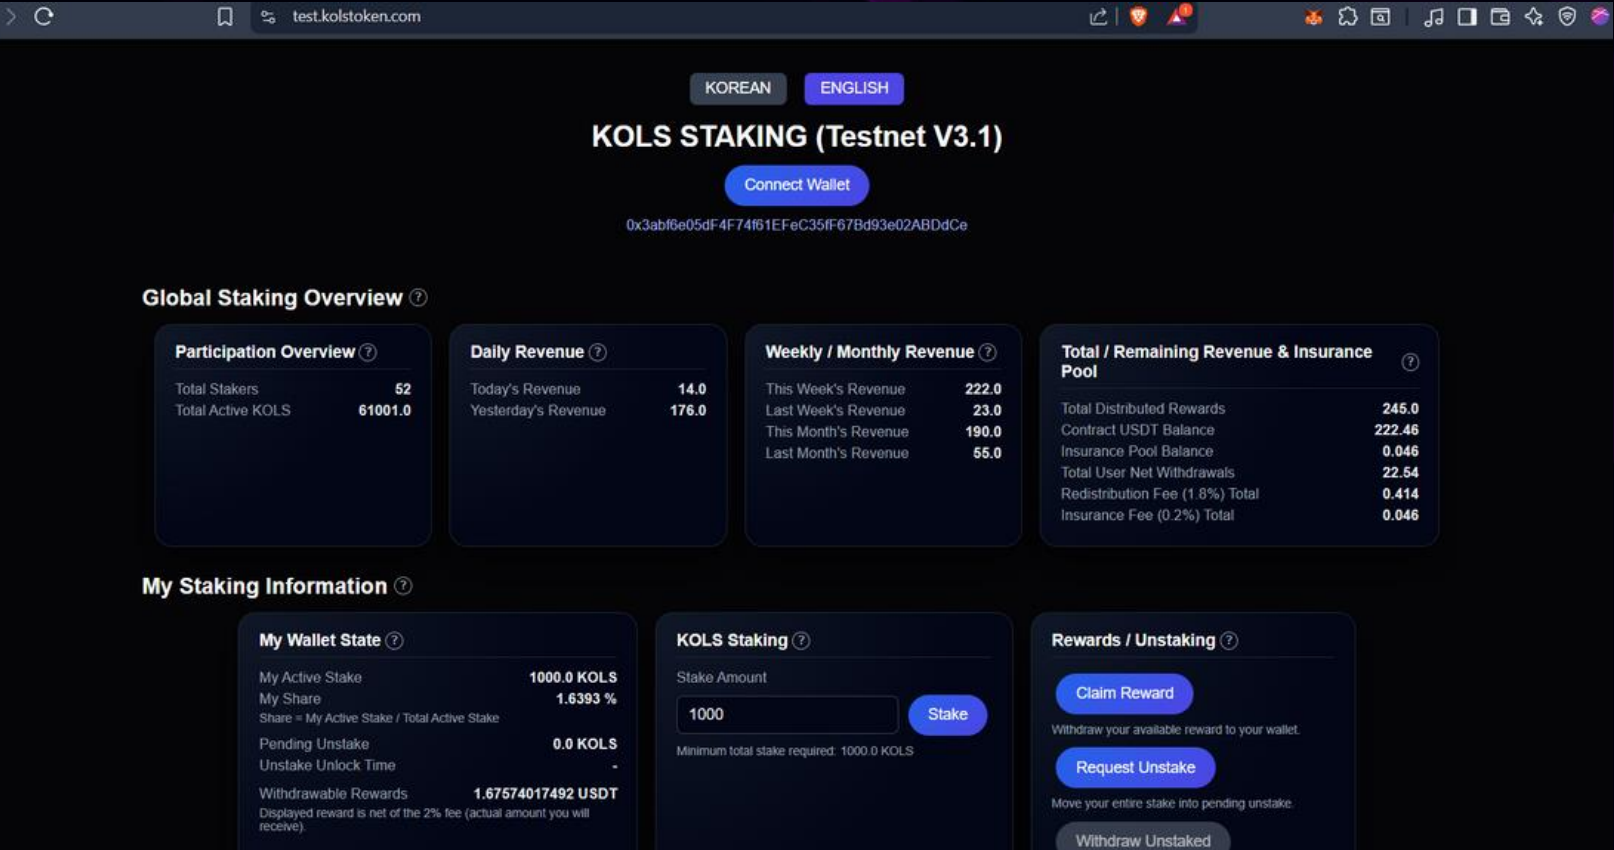 test.kolstoken.com
KOREAN
ENGLISH
KOLS STAKING (Testnet V3.1)
Connect Wallet
0x3abf6e05dF4F74f61EFeC35fF67Bd93e02ABDdCe
Global Staking Overview ?
Participation Overview ?
Total Stakers 52
Total Active KOLS 61001.0
Daily Revenue ?
Today's Revenue 14.0
Yesterday's Revenue 176.0
Weekly / Monthly Revenue ?
This Week's Revenue 222.0
Last Week's Revenue 23.0
This Month's Revenue 190.0
Last Month's Revenue 55.0
Total / Remaining Revenue & Insurance
Pool ?
Total Distributed Rewards 245.0
Contract USDT Balance 222.46
Insurance Pool Balance 0.046
Total User Net Withdrawals 22.54
Redistribution Fee (1.8%) Total 0.414
Insurance Fee (0.2%) Total 0.046
My Staking Information ?
My Wallet State ?
My Active Stake 1000.0 KOLS
My Share 1.6393 %
Share = My Active Stake / Total Active Stake
Pending Unstake 0.0 KOLS
Unstake Unlock Time -
Withdrawable Rewards 1.67574017492 USDT
Displayed reward is net of the 2% fee (actual amount you will
receive).
KOLS Staking ?
Stake Amount
1000
Stake
Minimum total stake required: 1000.0 KOLS
Rewards / Unstaking ?
Claim Reward
Withdraw your available reward to your wallet.
Request Unstake
Move your entire stake into pending unstake.
Withdraw Unstaked